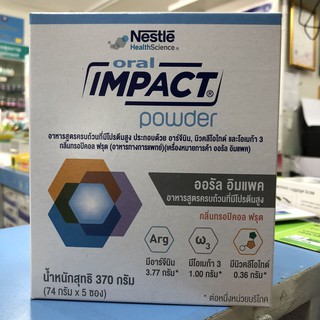 Nestlé
HealthScience®
oral
IMPACT®
powder
อาหารสูตรครบถ้วนที่มีโปรตีนสูง ประกอบด้วย อาร์จินีน, นิวคลีโอไทด์ และโอเมก้า 3
กลิ่นทรอปิคอล ฟรุต (อาหารทางการแพทย์)(เครื่องหมายการค้า ออรัล อิมแพค)
ออรัล อิมแพค
อาหารสูตรครบถ้วนที่มีโปรตีนสูง
กลิ่นทรอปิคอล ฟรุต
Arg
ω3
มีอาร์จินีน
3.77 กรัม*
มีโอเมก้า 3
1.00 กรัม*
มีนิวคลีโอไทด์
0.36 กรัม*
น้ำหนักสุทธิ 370 กรัม
(74 กรัม x 5 ซอง)
* ต่อหนึ่งหน่วยบริโภค